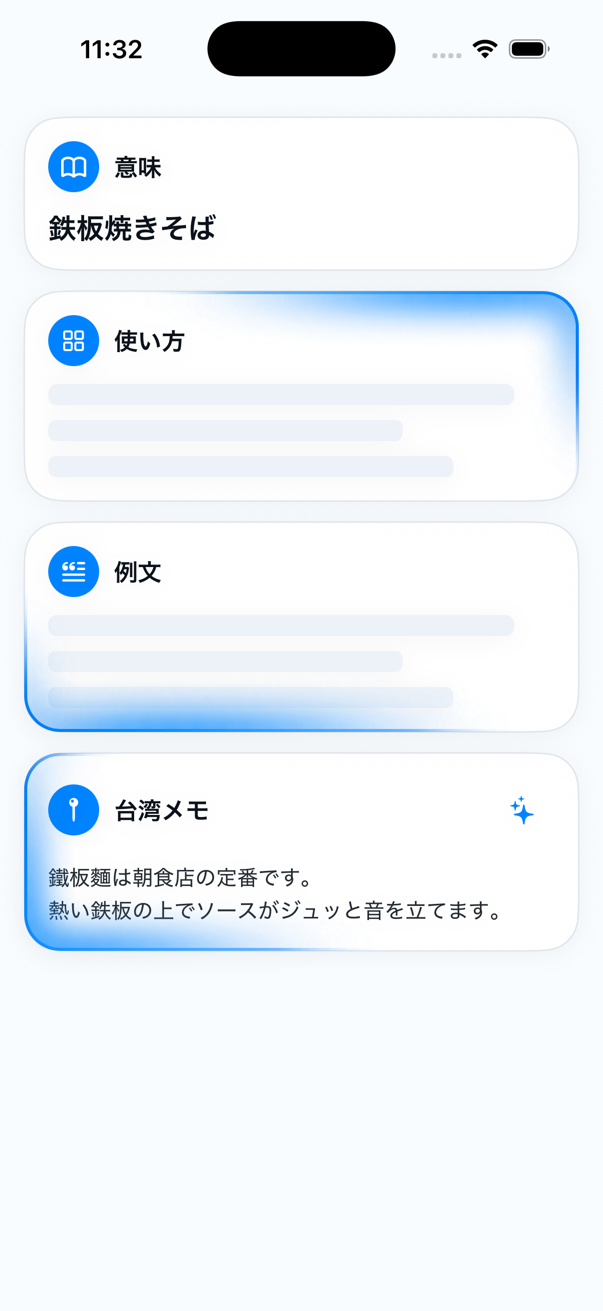 11:32
意味
鉄板焼きそば
使い方
例文
台湾メモ
鐵板麵は朝食店の定番です。
熱い鉄板の上でソースがジュッと音を立てます。